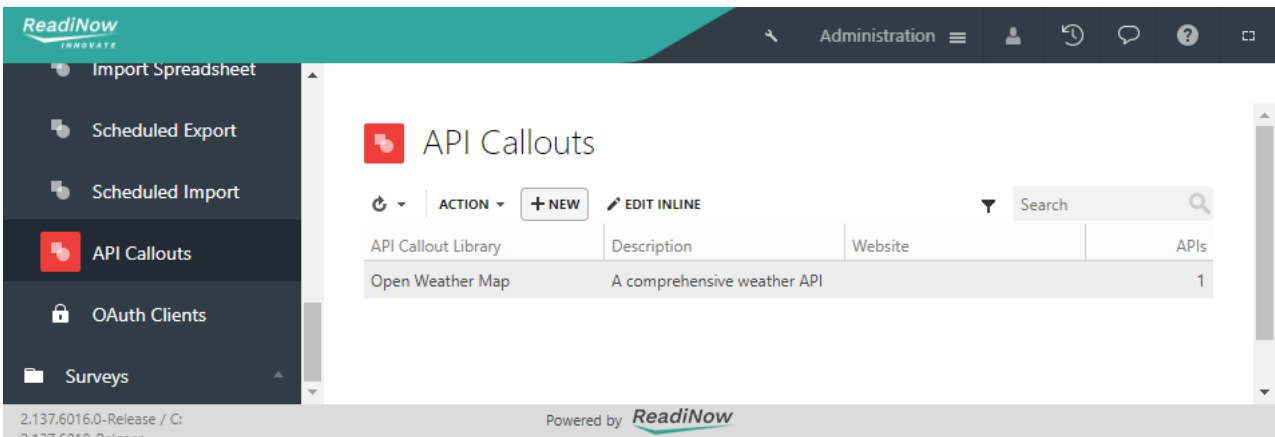 ReadiNow
INNOVATE
Administration
Import Spreadsheet
Scheduled Export
Scheduled Import
API Callouts
OAuth Clients
Surveys
API Callouts
ACTION + NEW EDIT INLINE Search
API Callout Library Description Website APIs
Open Weather Map A comprehensive weather API 1
2.137.6016.0-Release / C:
Powered by ReadiNow